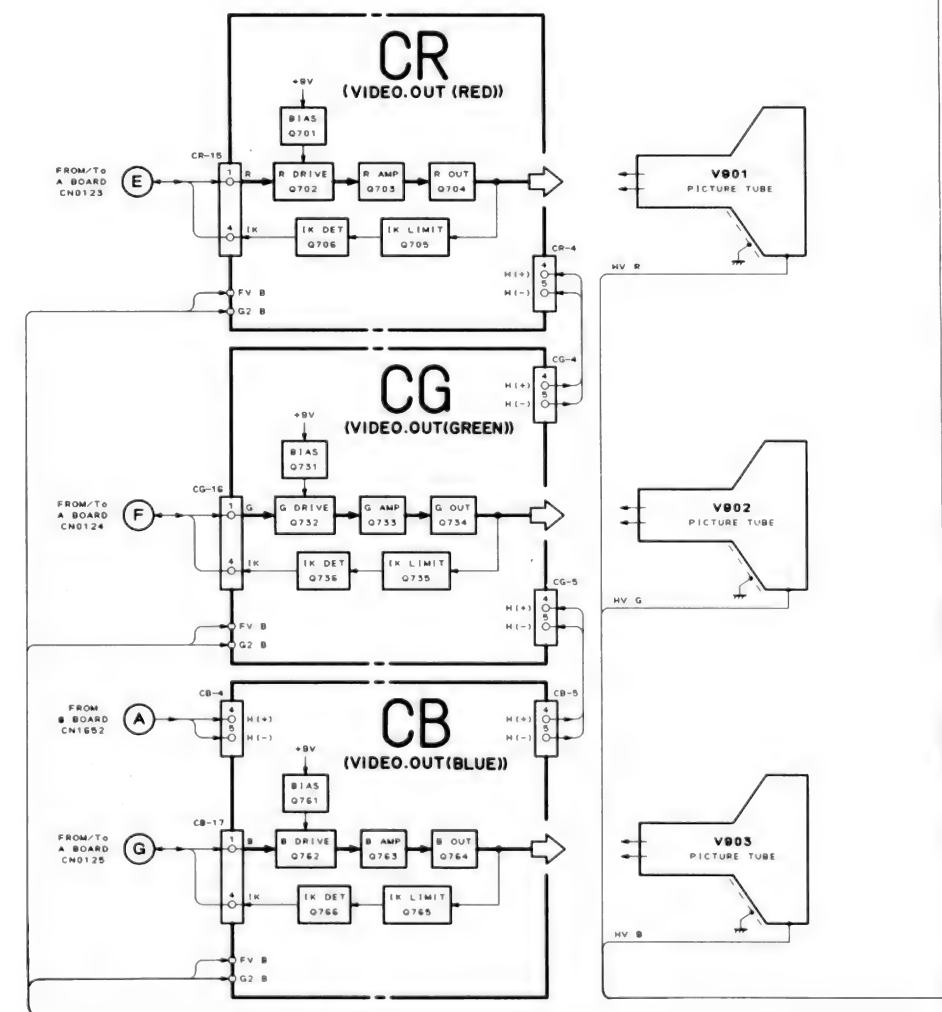 CR
(VIDEO.OUT (RED))
+9V
BIAS
Q701
CR-15
FROM/To
A BOARD
CN0123
E
1
R
R DRIVE
Q702
R AMP
Q703
R OUT
Q704
4
IK
IK DET
Q706
IK LIMIT
Q705
CR-4
H(+)
4
H(-)
5
FV B
G2 B
V901
PICTURE TUBE
HV R
CG
(VIDEO.OUT(GREEN))
CG-4
H(+)
4
H(-)
5
+9V
BIAS
Q731
CG-16
FROM/To
A BOARD
CN0124
F
1
G
G DRIVE
Q732
G AMP
Q733
G OUT
Q734
4
IK
IK DET
Q736
IK LIMIT
Q735
CG-5
H(+)
4
H(-)
5
FV B
G2 B
V902
PICTURE TUBE
HV G
CB
(VIDEO.OUT(BLUE))
FROM
B BOARD
CN1652
A
CB-4
4
H(+)
5
H(-)
CB-5
H(+)
4
H(-)
5
+9V
BIAS
Q761
CB-17
FROM/To
A BOARD
CN0125
G
1
B
B DRIVE
Q762
B AMP
Q763
B OUT
Q764
4
IK
IK DET
Q766
IK LIMIT
Q765
FV B
G2 B
V903
PICTURE TUBE
HV B